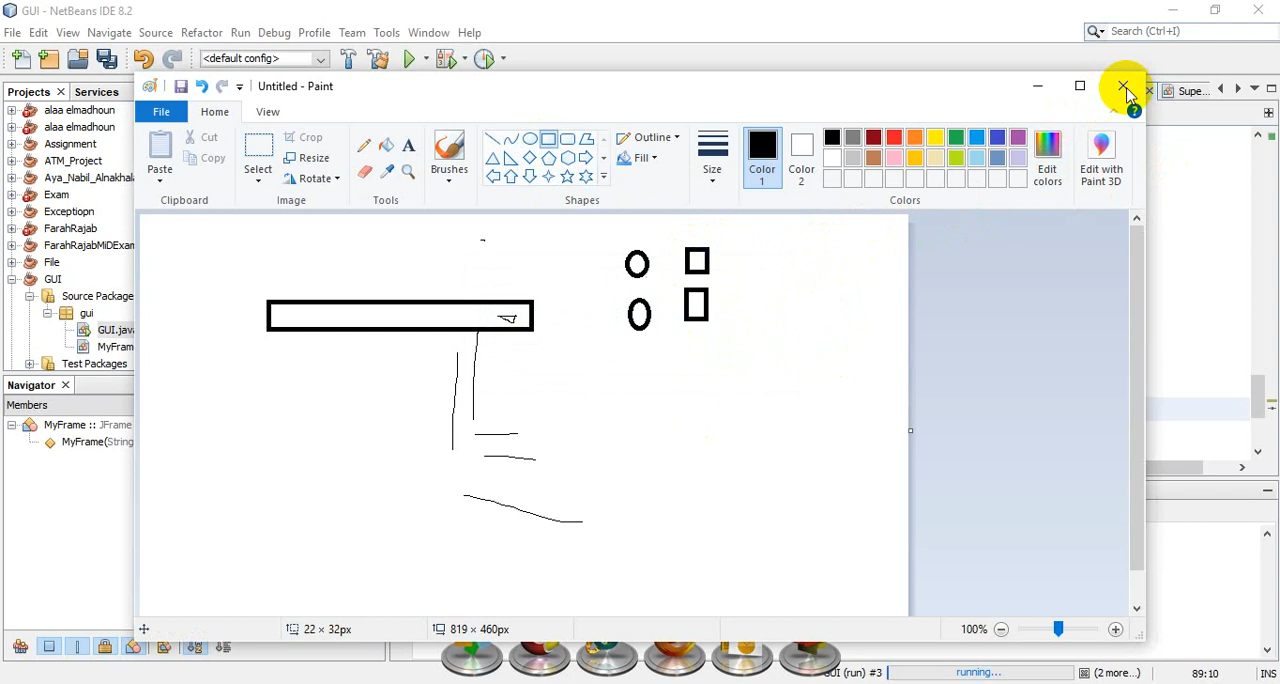 GUI - NetBeans IDE 8.2
File Edit View Navigate Source Refactor Run Debug Profile Team Tools Window Help
Search (Ctrl+I)
<default config>
Projects Services
Supe...
alaa elmadhoun
alaa elmadhoun
Assignment
ATM_Project
Aya_Nabil_Alnakhala
Exam
Exceptiopn
FarahRajab
FarahRajabMiDExam
File
GUI
Source Package
gui
GUI.java
MyFram
Test Packages
Navigator
Members
MyFrame :: JFrame
MyFrame(String
Untitled - Paint
File Home View
Paste
Cut
Copy
Clipboard
Select
Crop
Resize
Rotate
Image
A
Tools
Brushes
Outline
Fill
Shapes
Size
Color
1
Color
2
Edit
colors
Colors
Edit with
Paint 3D
22 × 32px
819 × 460px
100%
GUI (run) #3
running...
(2 more...)
89:10
INS